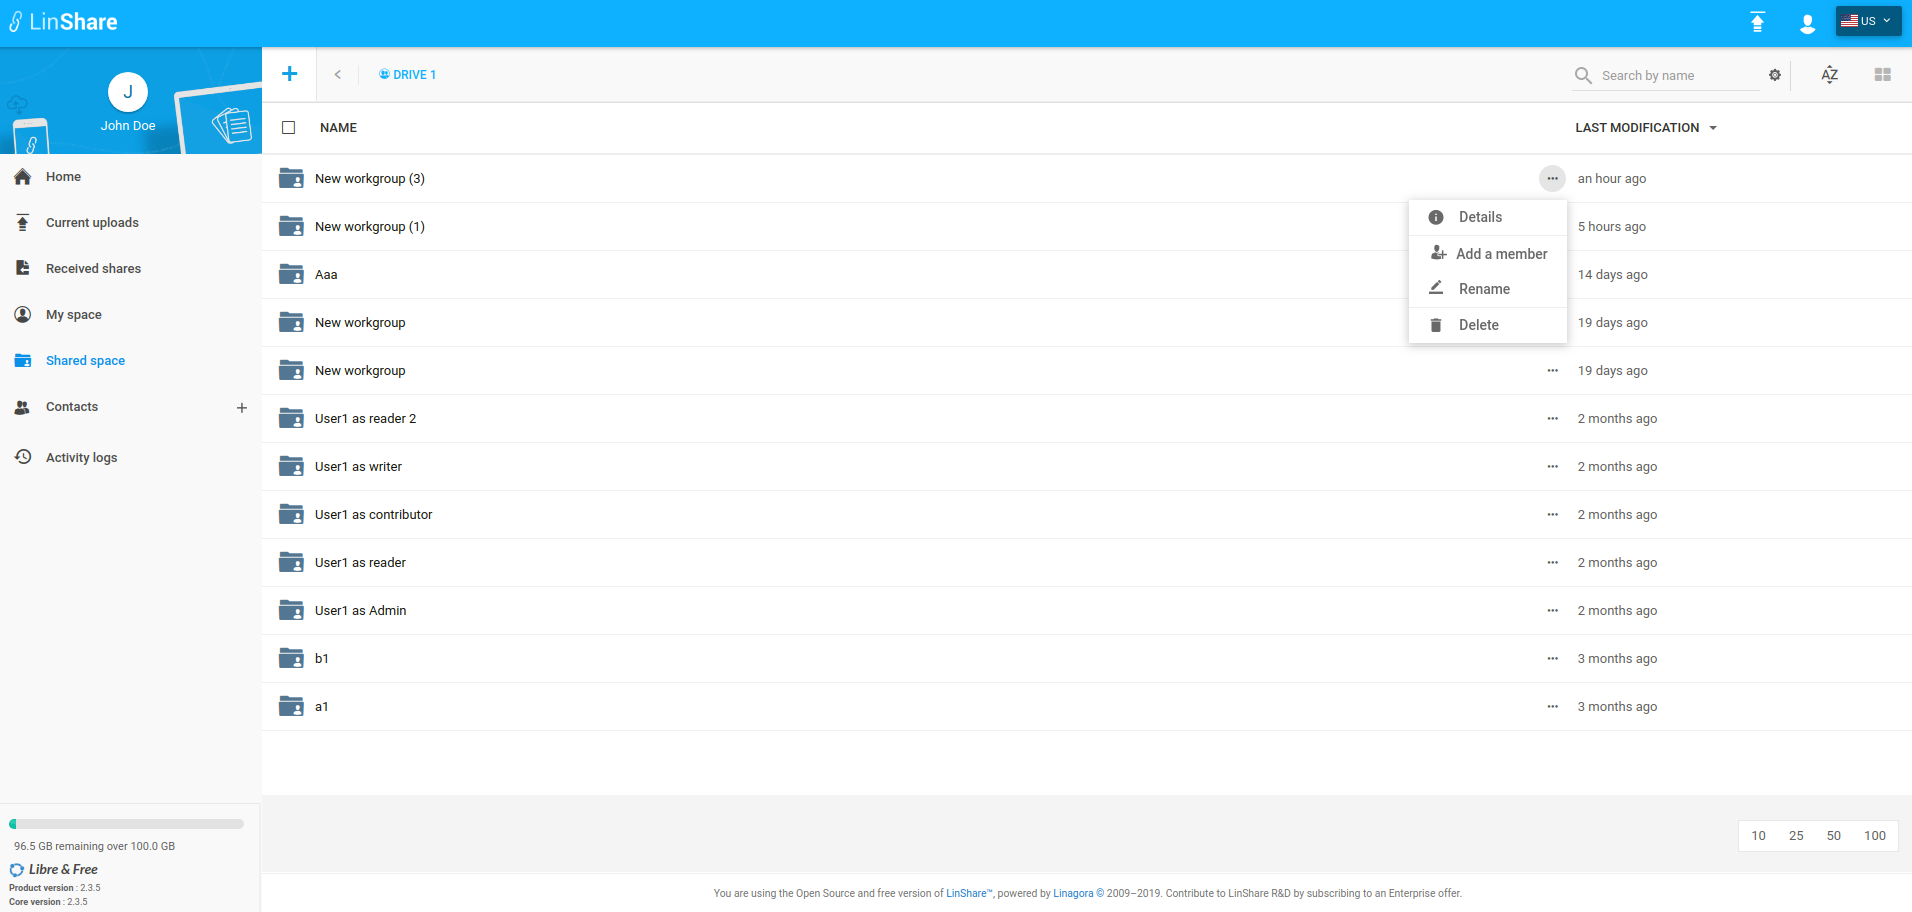 LinShare
US
J
John Doe
DRIVE 1
Search by name
AZ
NAME
LAST MODIFICATION
Home
Current uploads
Received shares
My space
Shared space
Contacts
Activity logs
New workgroup (3)
an hour ago
New workgroup (1)
5 hours ago
Aaa
14 days ago
New workgroup
19 days ago
New workgroup
19 days ago
User1 as reader 2
2 months ago
User1 as writer
2 months ago
User1 as contributor
2 months ago
User1 as reader
2 months ago
User1 as Admin
2 months ago
b1
3 months ago
a1
3 months ago
Details
Add a member
Rename
Delete
10 25 50 100
96.5 GB remaining over 100.0 GB
Libre & Free
Product version : 2.3.5
Core version : 2.3.5
You are using the Open Source and free version of LinShare™, powered by Linagora © 2009–2019. Contribute to LinShare R&D by subscribing to an Enterprise offer.